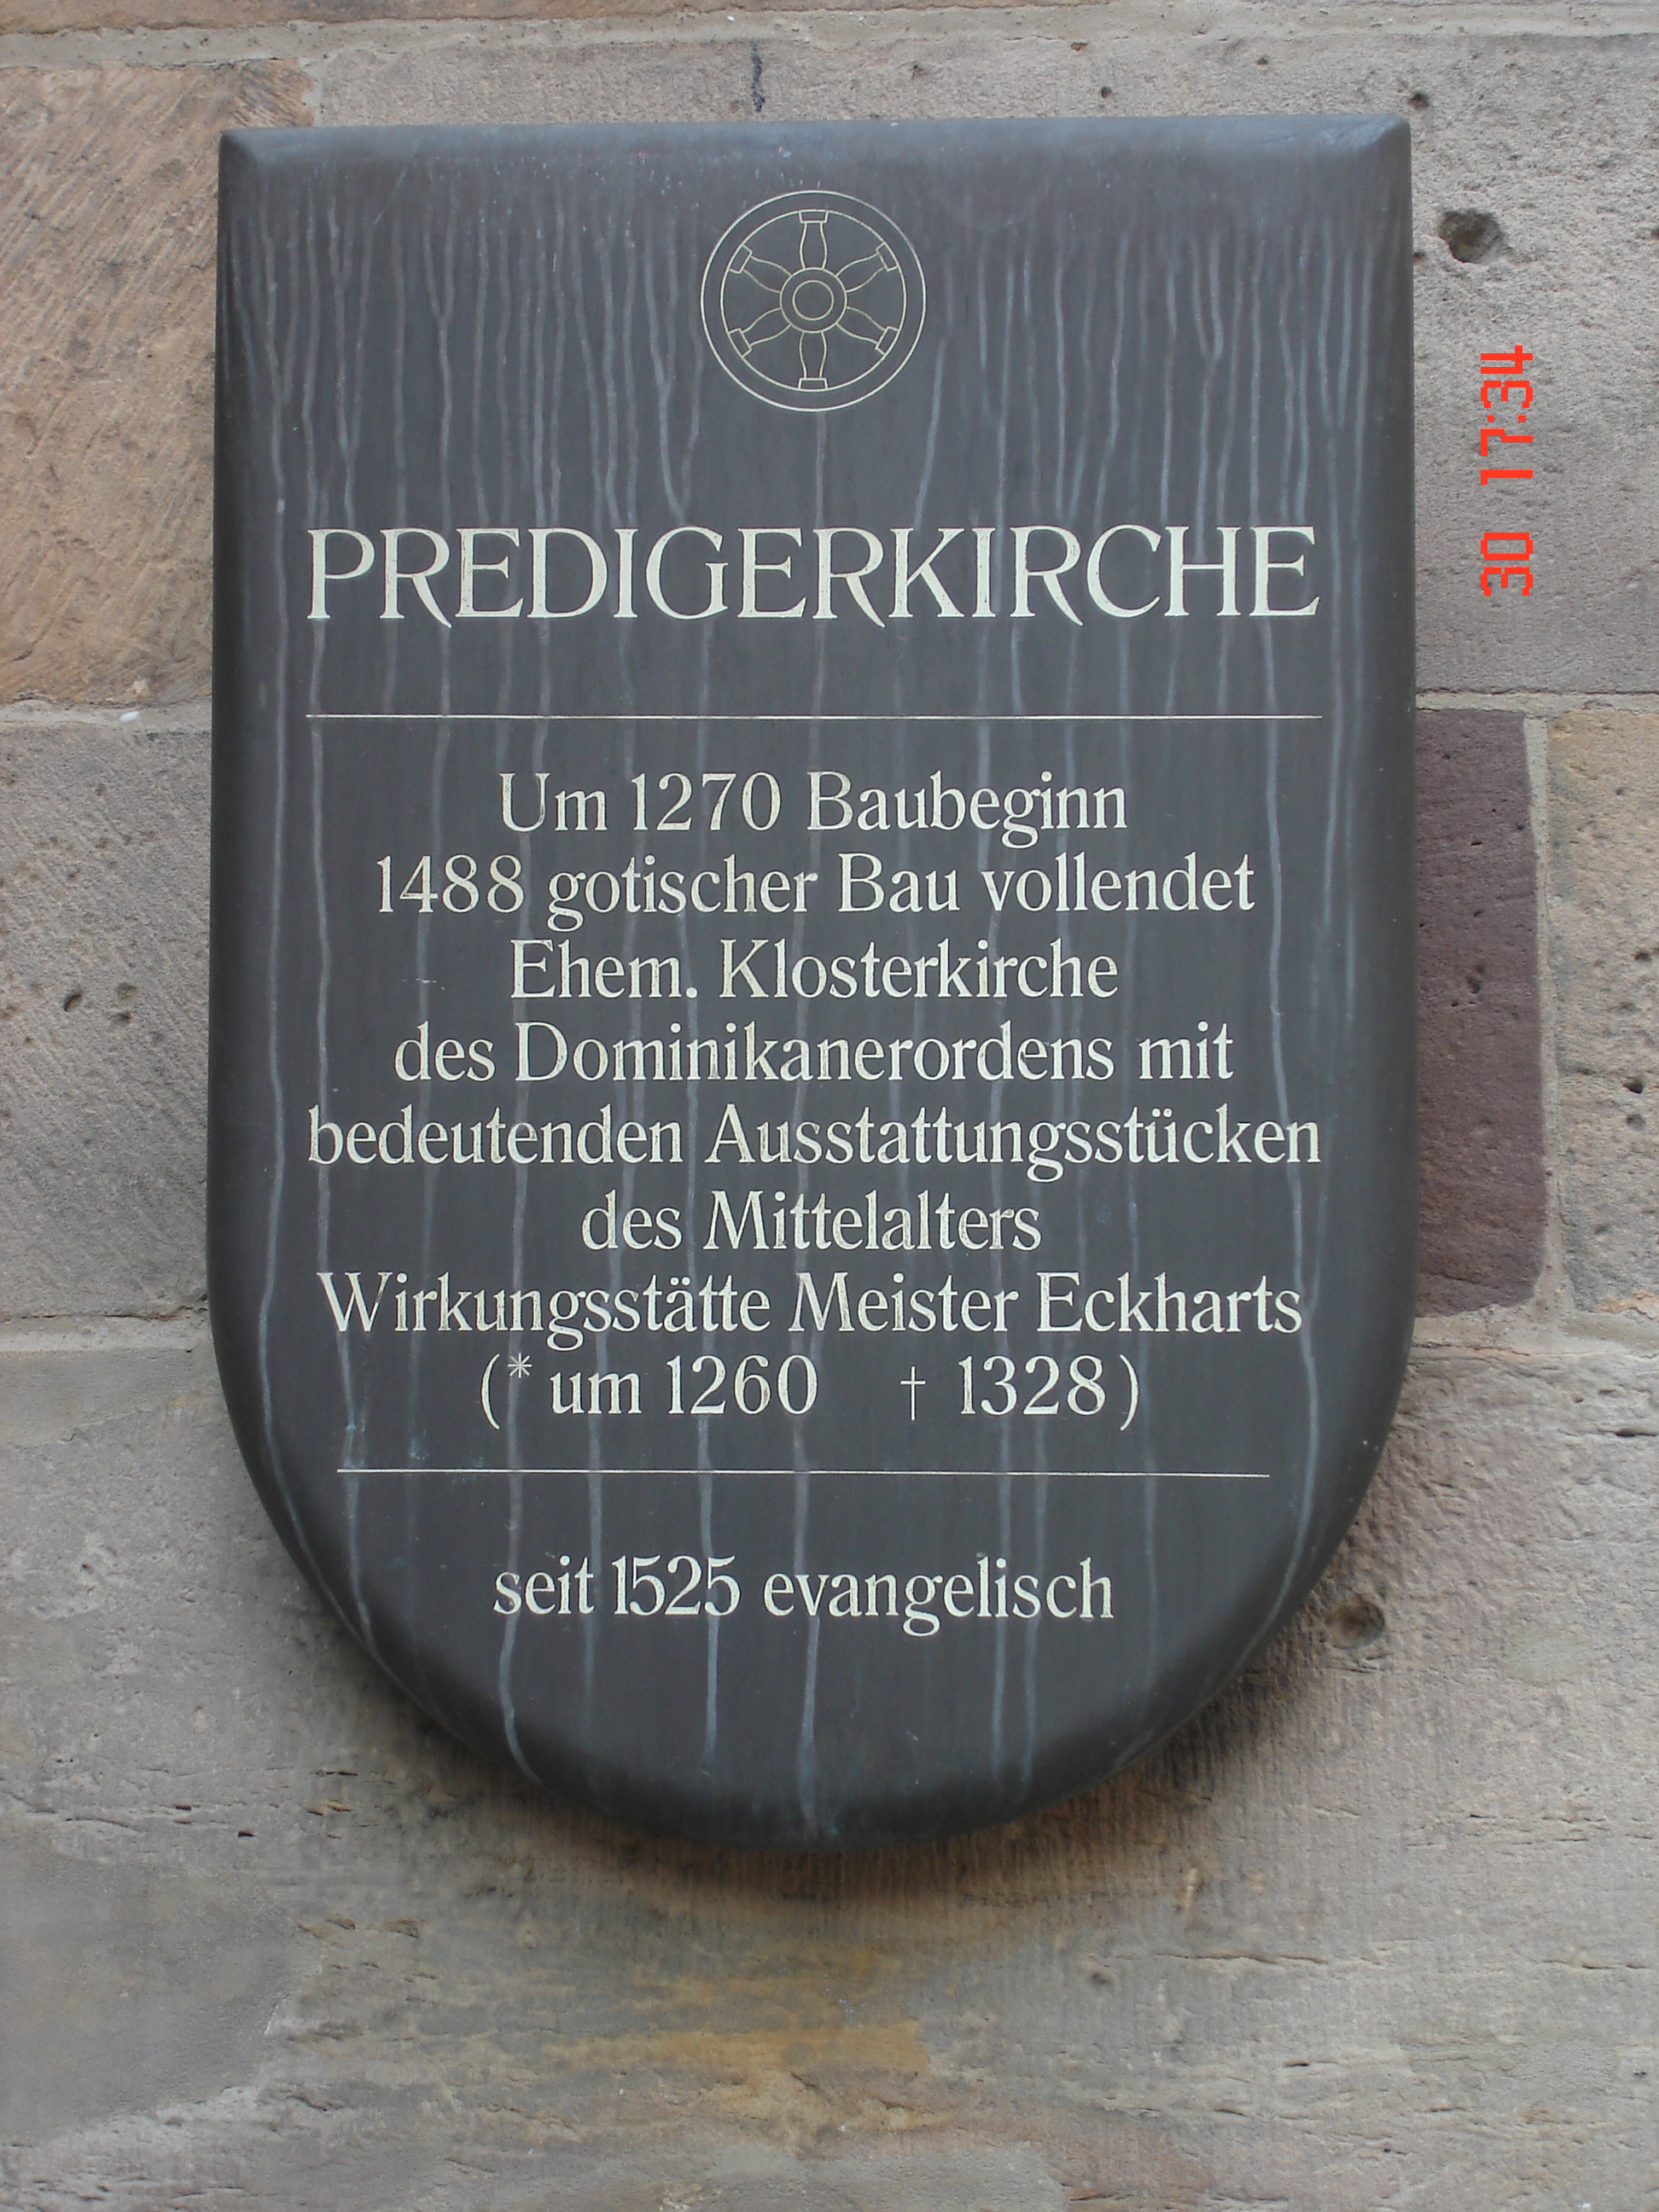 PREDIGERKIRCHE
Um 1270 Baubeginn
1488 gotischer Bau vollendet
Ehem. Klosterkirche
des Dominikanerordens mit
bedeutenden Ausstattungsstücken
des Mittelalters
Wirkungsstätte Meister Eckharts
(* um 1260 † 1328)
seit 1525 evangelisch
30 17:34